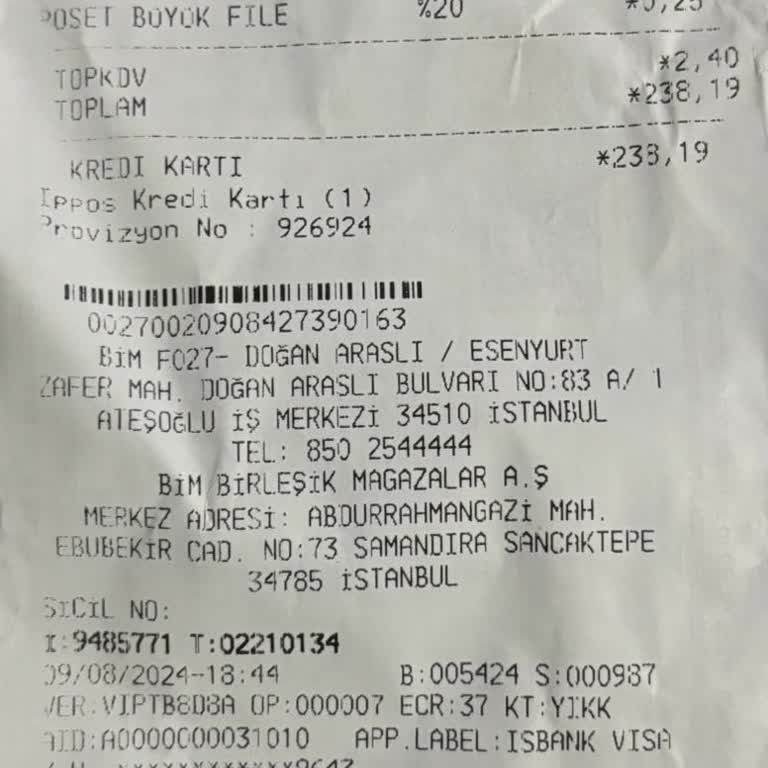 POŞET BÜYÜK FİLE %20
TOPKDV *2,40
TOPLAM *238,19
KREDI KARTI *238,19
Ippos Kredi Kartı (1)
Provizyon No : 926924
00270020908427390163
BİM F027- DOĞAN ARASLI / ESENYURT
ZAFER MAH. DOĞAN ARASLI BULVARI NO:83 A/ 1
ATEŞOĞLU İŞ MERKEZİ 34510 İSTANBUL
TEL: 850 2544444
BİM BİRLEŞİK MAGAZALAR A.Ş
MERKEZ ADRESİ: ABDURRAHMANGAZİ MAH.
EBUBEKİR CAD. NO:73 SAMANDIRA SANCAKTEPE
34785 İSTANBUL
SİCİL NO:
I:9485771 T:02210134
09/08/2024-18:44 B:005424 S:000987
VER:VIPTB8D8A OP:000007 ECR:37 KT:YIKK
AID:A0000000031010 APP.LABEL:ISBANK VISA